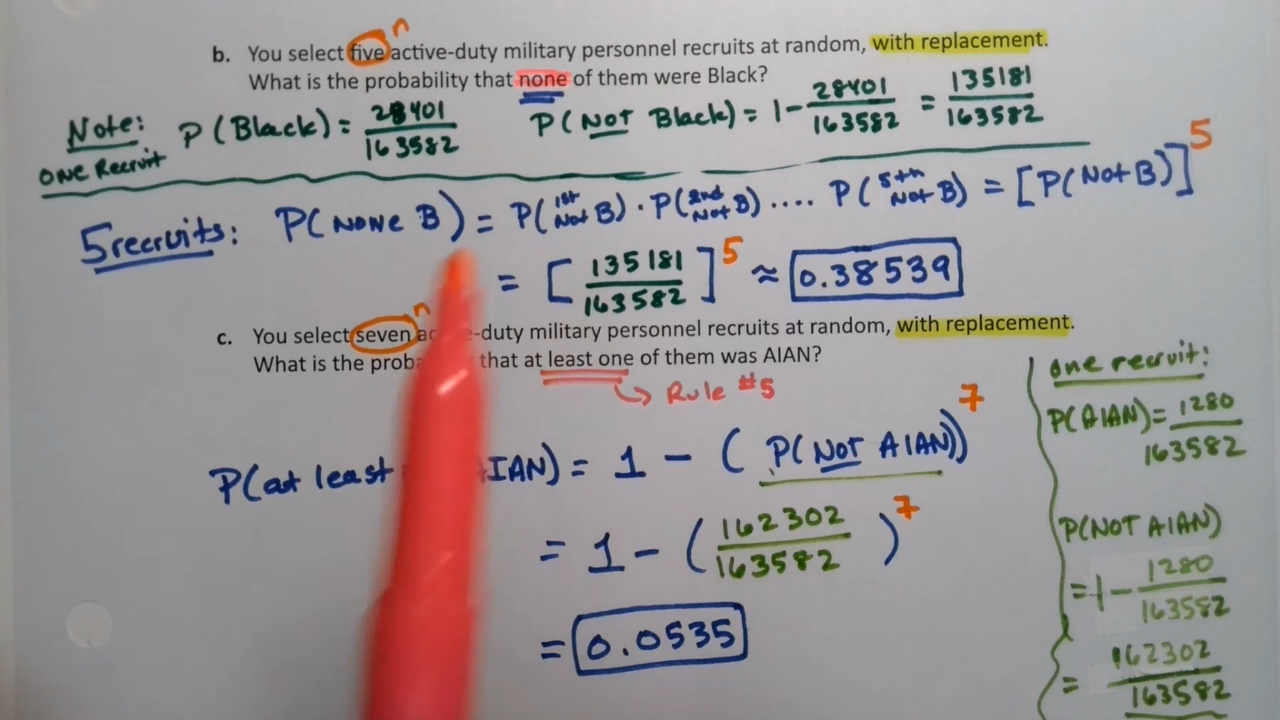 b. You select five active-duty military personnel recruits at random, with replacement.
n
What is the probability that none of them were Black?
Note:
one Recruit
P(Black) = 28401/163582
P(Not Black) = 1 - 28401/163582 = 135181/163582
5 recruits: P(NONE B) = P(1st Not B) · P(2nd Not B) .... P(5th Not B) = [P(Not B)]^5
= [135181/163582]^5 ≈ 0.38539
c. You select seven -duty military personnel recruits at random, with replacement.
n
What is the that at least one of them was AIAN?
Rule #5
P(at least AIAN) = 1 - (P(NOT AIAN))^7
= 1 - (162302/163582)^7
= 0.0535
one recruit:
P(AIAN) = 1280/163582
P(NOT AIAN)
= 1 - 1280/163582
= 162302/163582